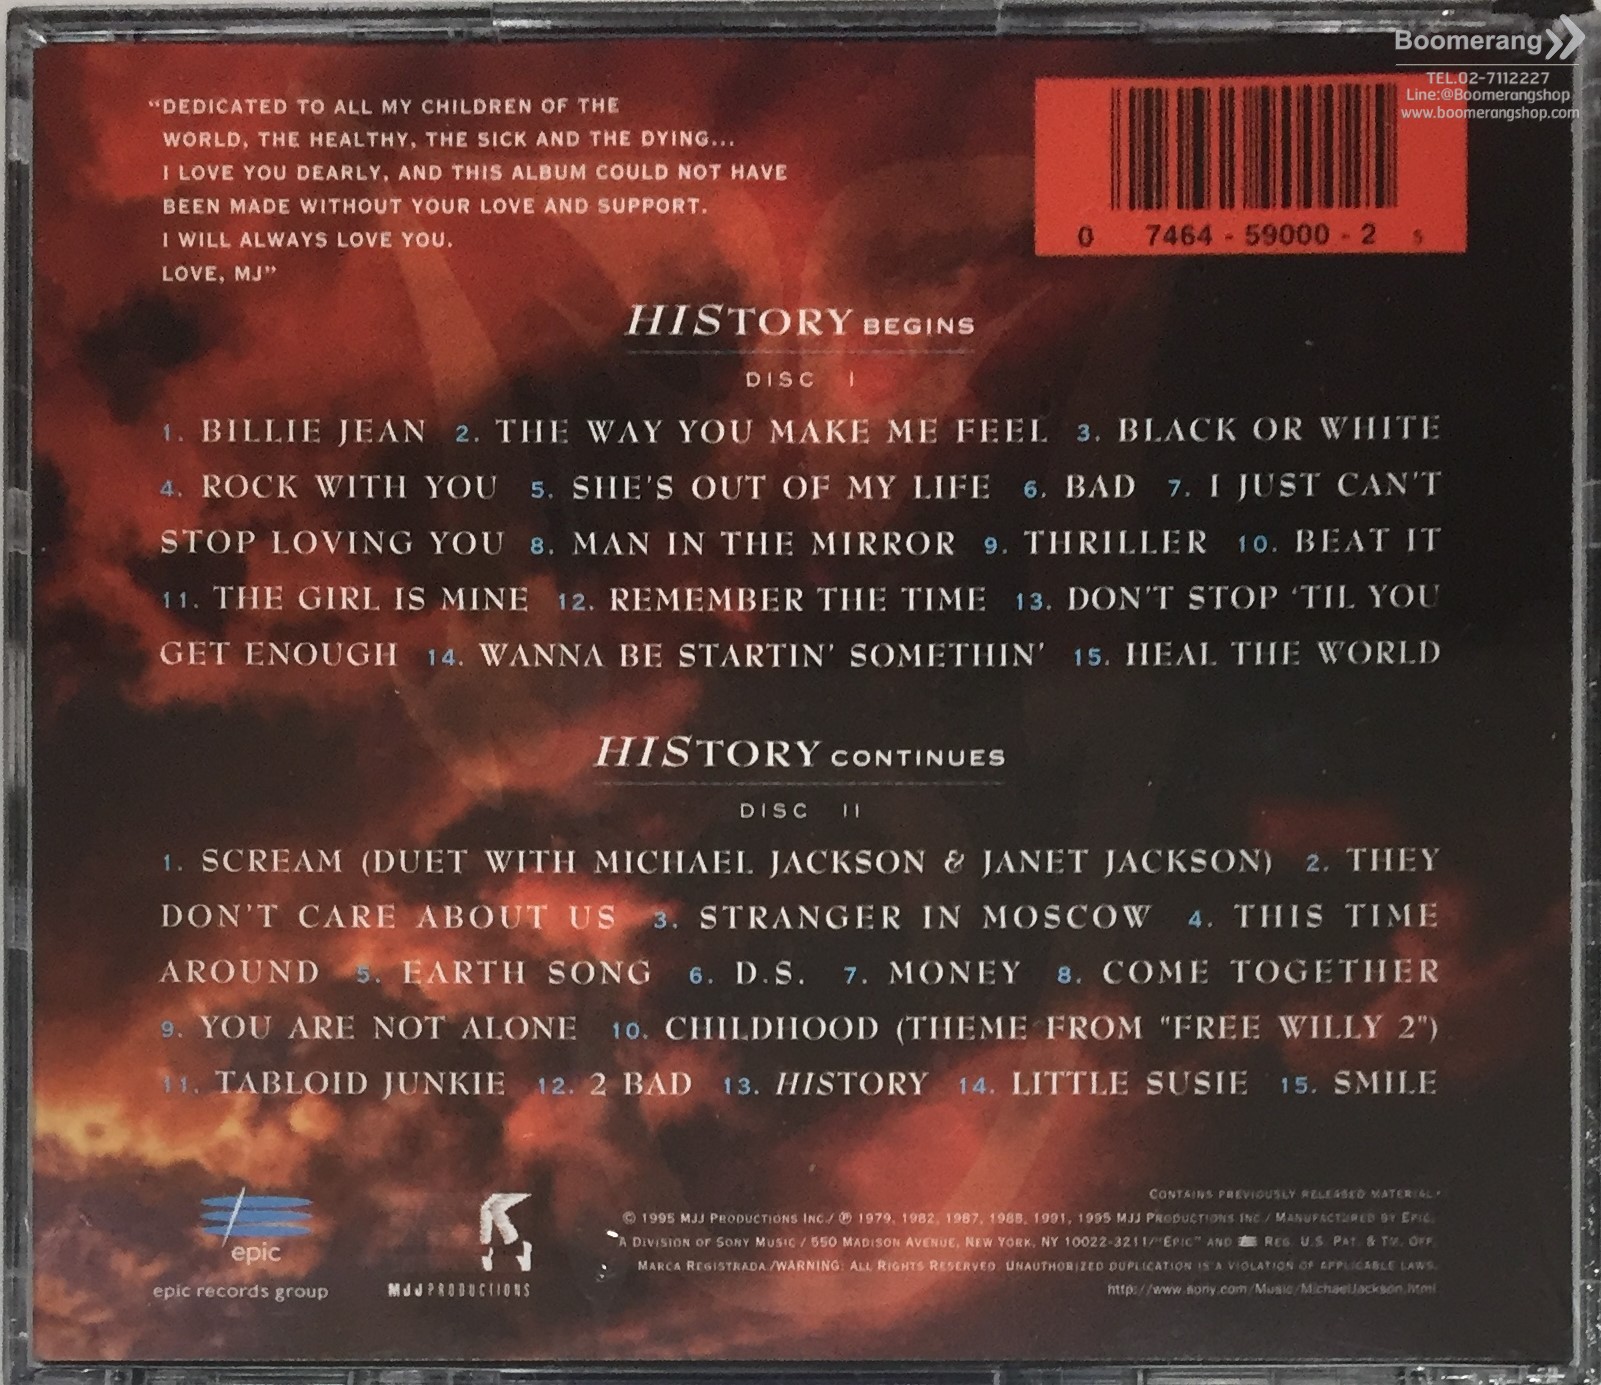 Boomerang
TEL.02-7112227
Line:@Boomerangshop
www.boomerangshop.com
“DEDICATED TO ALL MY CHILDREN OF THE
WORLD, THE HEALTHY, THE SICK AND THE DYING...
I LOVE YOU DEARLY, AND THIS ALBUM COULD NOT HAVE
BEEN MADE WITHOUT YOUR LOVE AND SUPPORT.
I WILL ALWAYS LOVE YOU.
LOVE, MJ”
0 7464 - 59000 - 2 5
HISTORY BEGINS
DISC I
1. BILLIE JEAN 2. THE WAY YOU MAKE ME FEEL 3. BLACK OR WHITE
4. ROCK WITH YOU 5. SHE'S OUT OF MY LIFE 6. BAD 7. I JUST CAN'T
STOP LOVING YOU 8. MAN IN THE MIRROR 9. THRILLER 10. BEAT IT
11. THE GIRL IS MINE 12. REMEMBER THE TIME 13. DON'T STOP ‘TIL YOU
GET ENOUGH 14. WANNA BE STARTIN' SOMETHIN' 15. HEAL THE WORLD
HISTORY CONTINUES
DISC II
1. SCREAM (DUET WITH MICHAEL JACKSON & JANET JACKSON) 2. THEY
DON'T CARE ABOUT US 3. STRANGER IN MOSCOW 4. THIS TIME
AROUND 5. EARTH SONG 6. D.S. 7. MONEY 8. COME TOGETHER
9. YOU ARE NOT ALONE 10. CHILDHOOD (THEME FROM "FREE WILLY 2")
11. TABLOID JUNKIE 12. 2 BAD 13. HISTORY 14. LITTLE SUSIE 15. SMILE
epic
epic records group
MJJ PRODUCTIONS
CONTAINS PREVIOUSLY RELEASED MATERIAL.
© 1995 MJJ PRODUCTIONS INC./ ℗ 1979, 1982, 1987, 1988, 1991, 1995 MJJ PRODUCTIONS INC./ MANUFACTURED BY EPIC,
A DIVISION OF SONY MUSIC / 550 MADISON AVENUE, NEW YORK, NY 10022-3211/"EPIC" AND REG. U.S. PAT. & TM. OFF.
MARCA REGISTRADA./WARNING: ALL RIGHTS RESERVED. UNAUTHORIZED DUPLICATION IS A VIOLATION OF APPLICABLE LAWS.
http://www.sony.com/Music/MichaelJackson.html